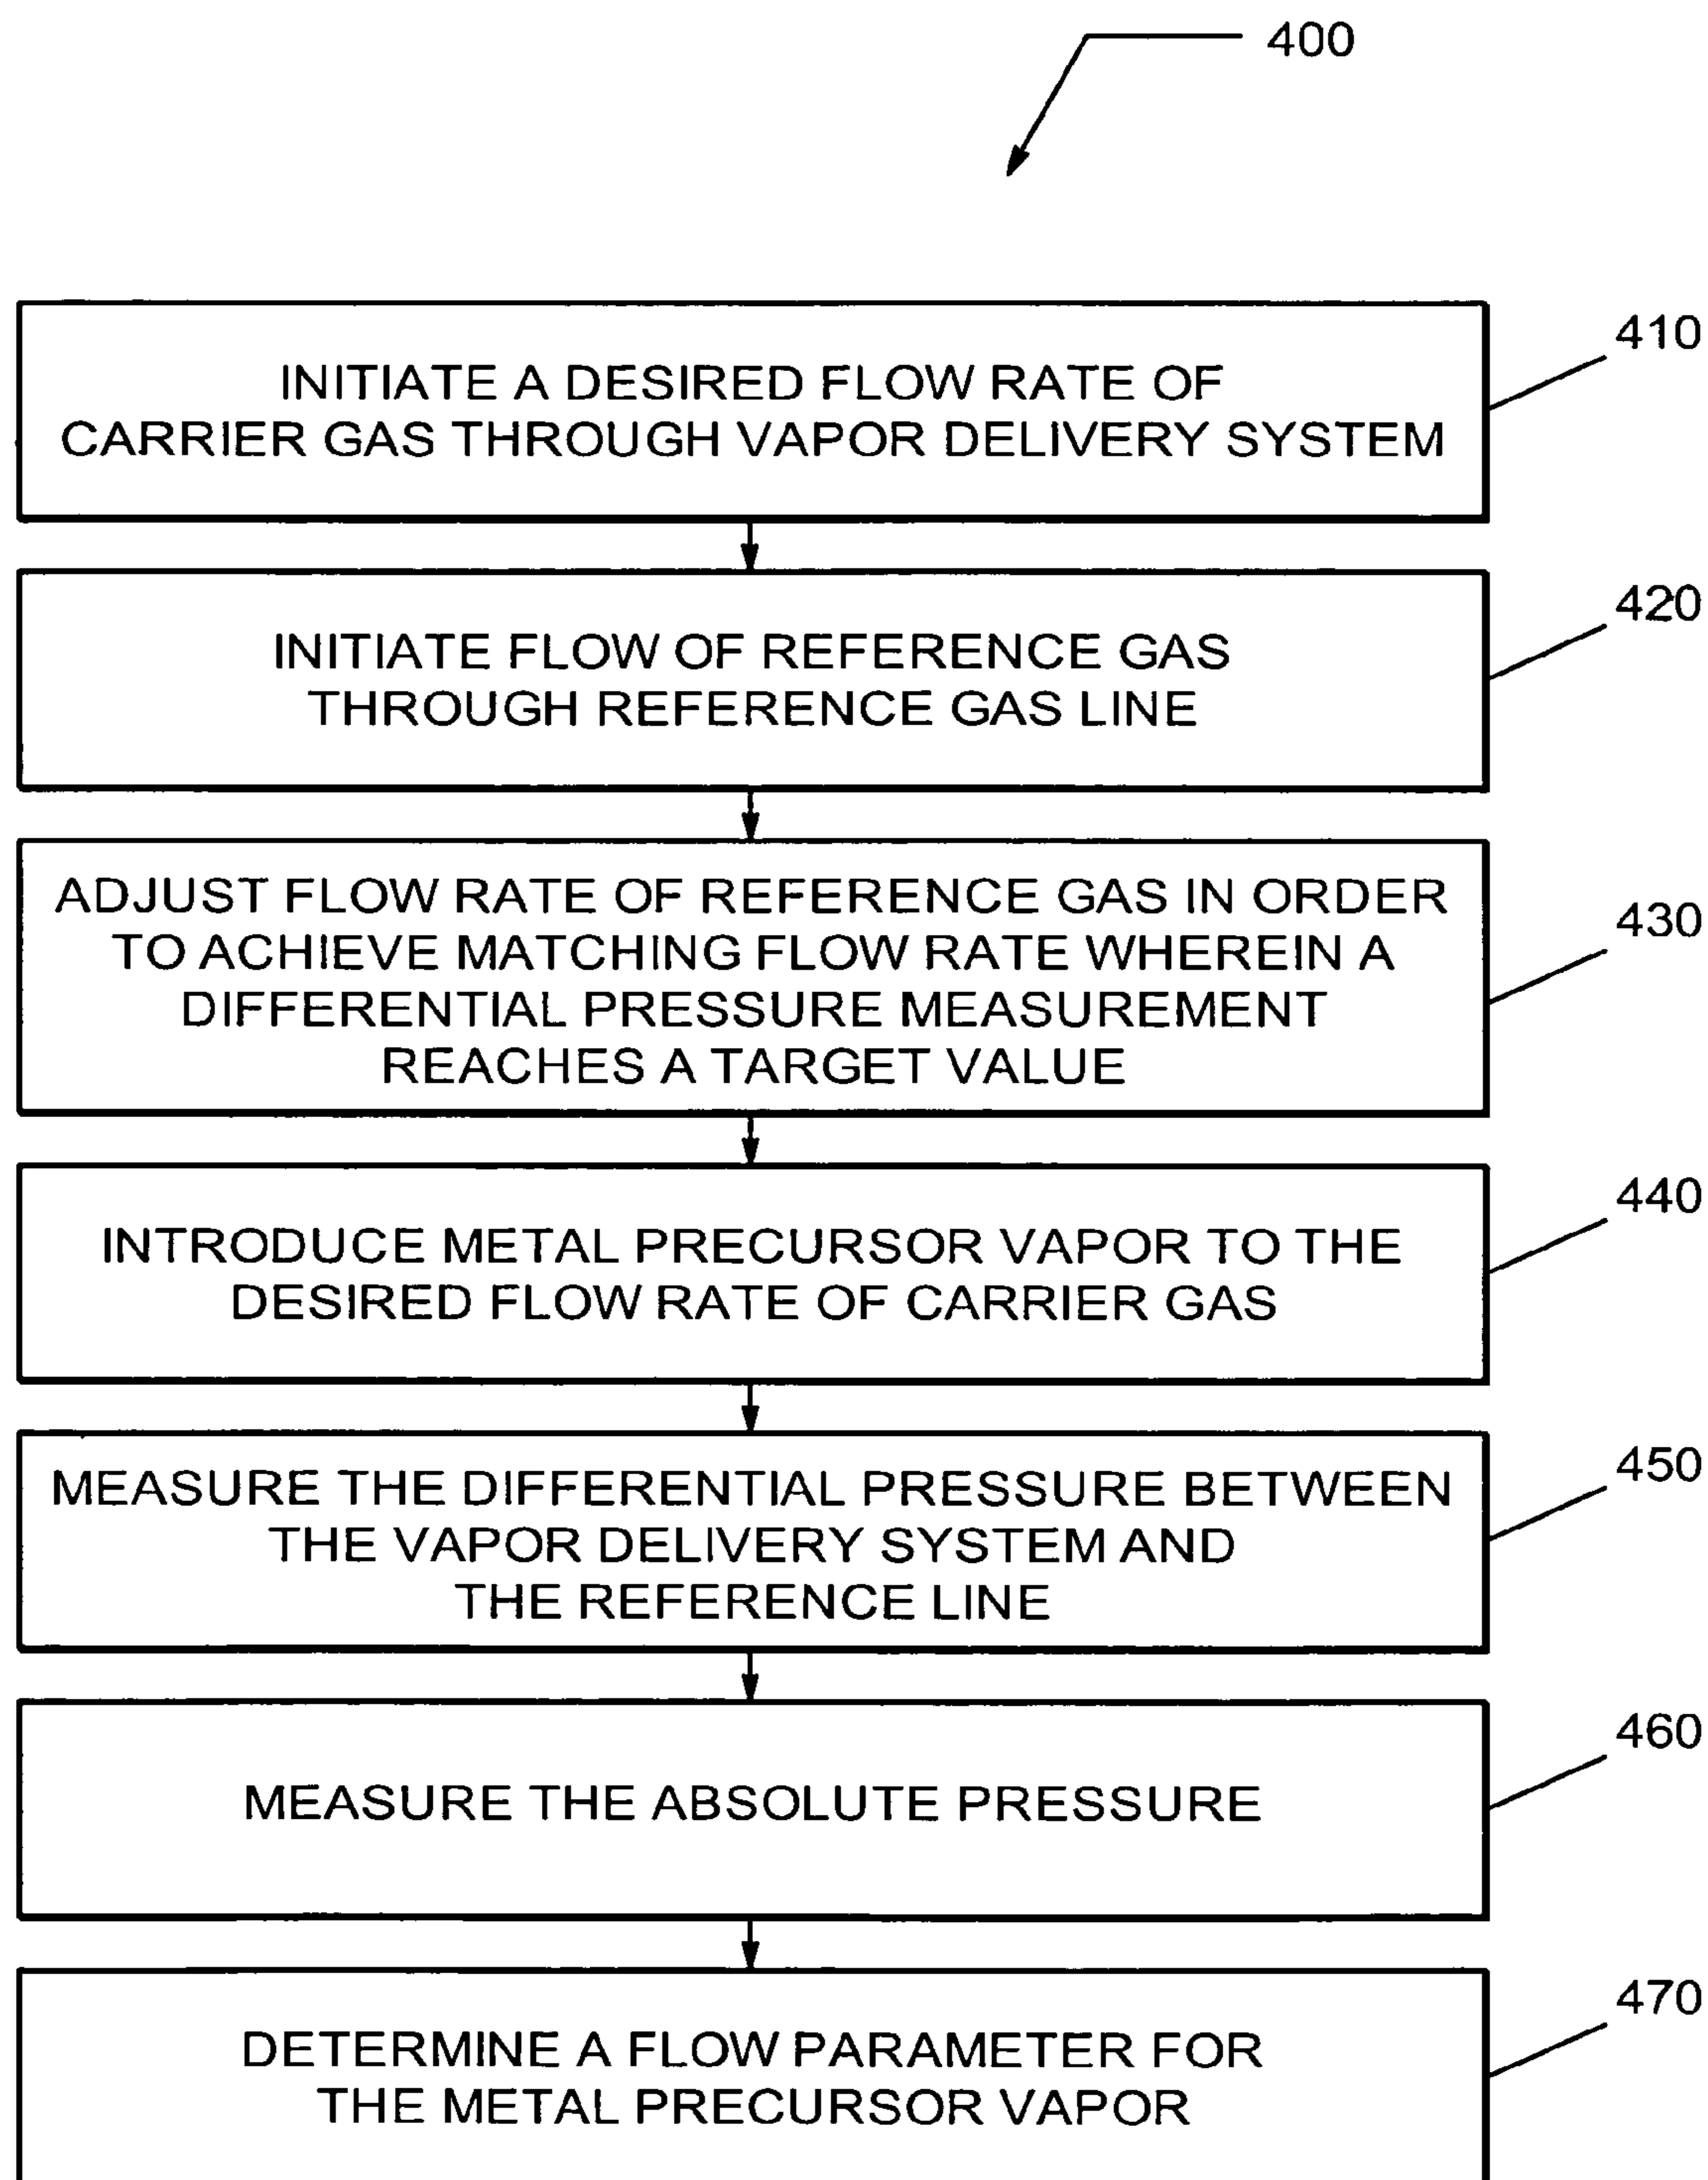 400
410
INITIATE A DESIRED FLOW RATE OF
CARRIER GAS THROUGH VAPOR DELIVERY SYSTEM
420
INITIATE FLOW OF REFERENCE GAS
THROUGH REFERENCE GAS LINE
430
ADJUST FLOW RATE OF REFERENCE GAS IN ORDER
TO ACHIEVE MATCHING FLOW RATE WHEREIN A
DIFFERENTIAL PRESSURE MEASUREMENT
REACHES A TARGET VALUE
440
INTRODUCE METAL PRECURSOR VAPOR TO THE
DESIRED FLOW RATE OF CARRIER GAS
450
MEASURE THE DIFFERENTIAL PRESSURE BETWEEN
THE VAPOR DELIVERY SYSTEM AND
THE REFERENCE LINE
460
MEASURE THE ABSOLUTE PRESSURE
470
DETERMINE A FLOW PARAMETER FOR
THE METAL PRECURSOR VAPOR